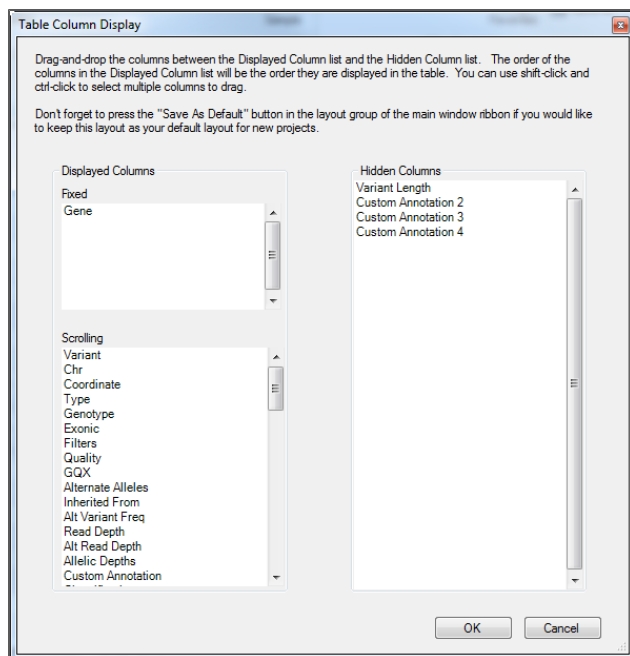 Table Column Display
Drag-and-drop the columns between the Displayed Column list and the Hidden Column list.  The order of the
columns in the Displayed Column list will be the order they are displayed in the table.  You can use shift-click and
ctrl-click to select multiple columns to drag.
Don't forget to press the "Save As Default" button in the layout group of the main window ribbon if you would like
to keep this layout as your default layout for new projects.
Displayed Columns
Fixed
Gene
Scrolling
Variant
Chr
Coordinate
Type
Genotype
Exonic
Filters
Quality
GQX
Alternate Alleles
Inherited From
Alt Variant Freq
Read Depth
Alt Read Depth
Allelic Depths
Custom Annotation
Hidden Columns
Variant Length
Custom Annotation 2
Custom Annotation 3
Custom Annotation 4
OK
Cancel